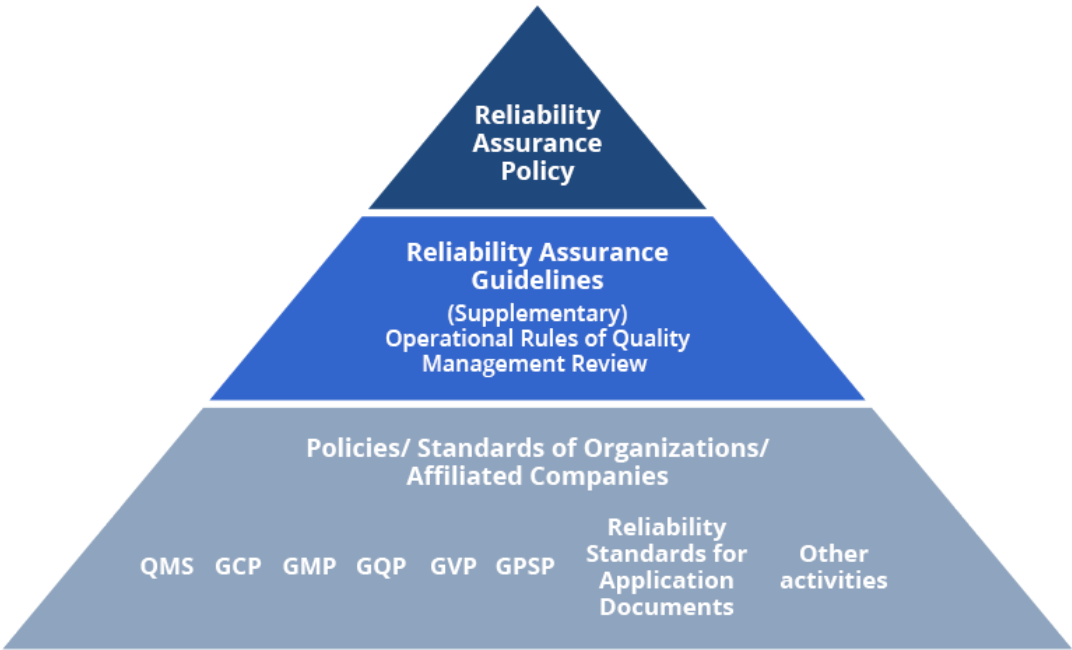 Reliability
Assurance
Policy
Reliability Assurance
Guidelines
(Supplementary)
Operational Rules of Quality
Management Review
Policies/ Standards of Organizations/
Affiliated Companies
QMS GCP GMP GQP GVP GPSP
Reliability
Standards for
Application
Documents
Other
activities